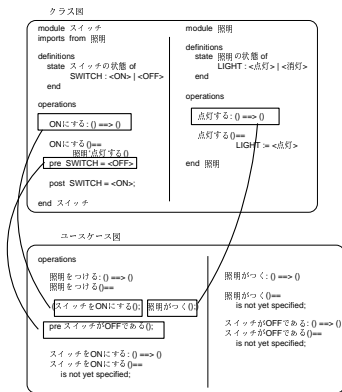 クラス図
module スイッチ
imports from 照明
definitions
state スイッチの状態 of
SWITCH : <ON> | <OFF>
end
operations
ONにする: () ==> ()
ONにする()==
照明`点灯する()
pre SWITCH = <OFF>
post SWITCH = <ON>;
end スイッチ
module 照明
definitions
state 照明の状態 of
LIGHT : <点灯> | <消灯>
end
operations
点灯する: () ==> ()
点灯する()==
LIGHT := <点灯>
end 照明
ユースケース図
operations
照明をつける: () ==> ()
照明をつける()==
(スイッチをONにする(); 照明がつく();)
pre スイッチがOFFである();
スイッチをONにする: () ==> ()
スイッチをONにする()==
is not yet specified;
照明がつく: () ==> ()
照明がつく()==
is not yet specified;
スイッチがOFFである: () ==> ()
スイッチがOFFである()==
is not yet specified;